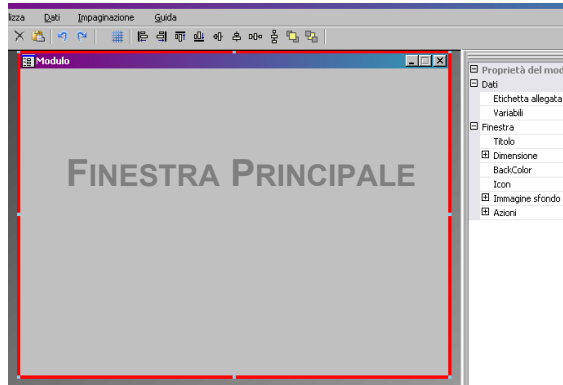 lizza Dati Impaginazione Guida
Modulo
FINESTRA PRINCIPALE
Proprietà del mod
Dati
Etichetta allegata
Variabili
Finestra
Titolo
Dimensione
BackColor
Icon
Immagine sfondo
Azioni